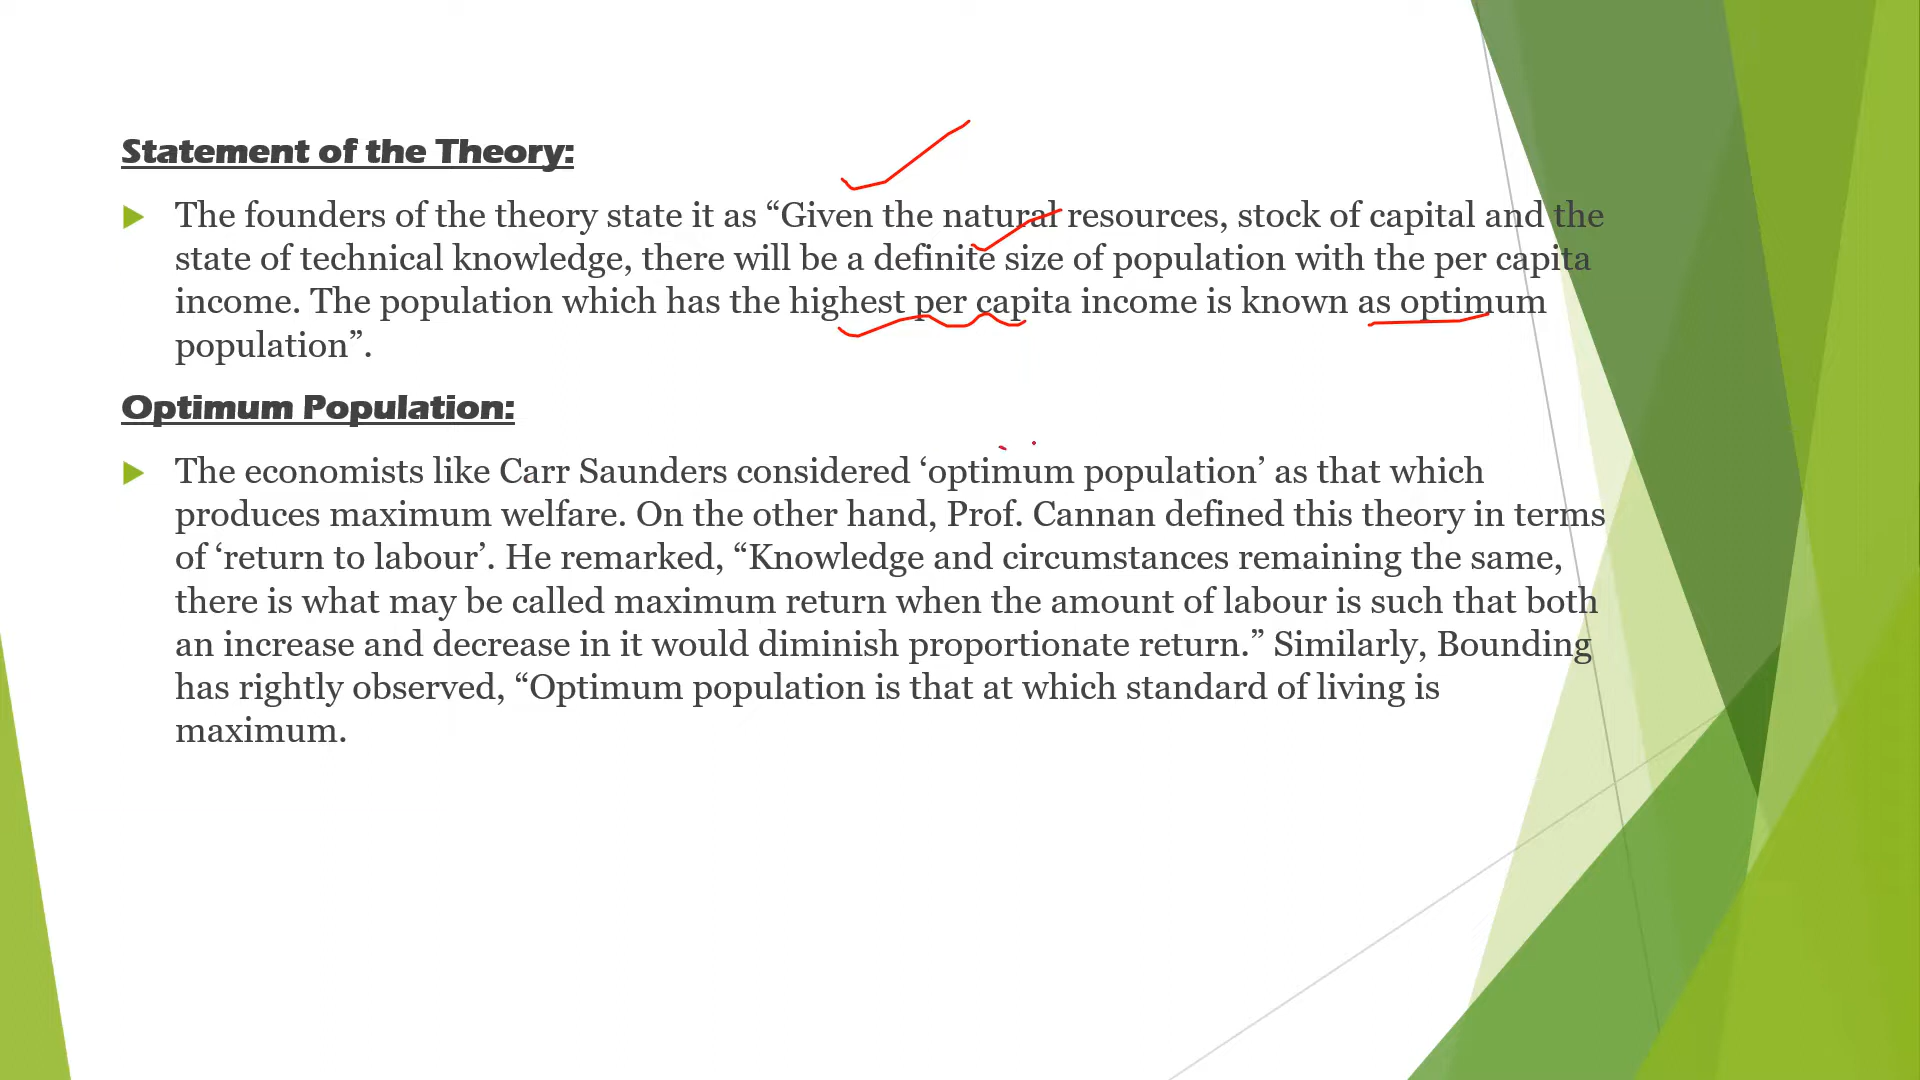 Statement of the Theory:
The founders of the theory state it as “Given the natural resources, stock of capital and the
state of technical knowledge, there will be a definite size of population with the per capita
income. The population which has the highest per capita income is known as optimum
population”.
Optimum Population:
The economists like Carr Saunders considered ‘optimum population’ as that which
produces maximum welfare. On the other hand, Prof. Cannan defined this theory in terms
of ‘return to labour’. He remarked, “Knowledge and circumstances remaining the same,
there is what may be called maximum return when the amount of labour is such that both
an increase and decrease in it would diminish proportionate return.” Similarly, Bounding
has rightly observed, “Optimum population is that at which standard of living is
maximum.